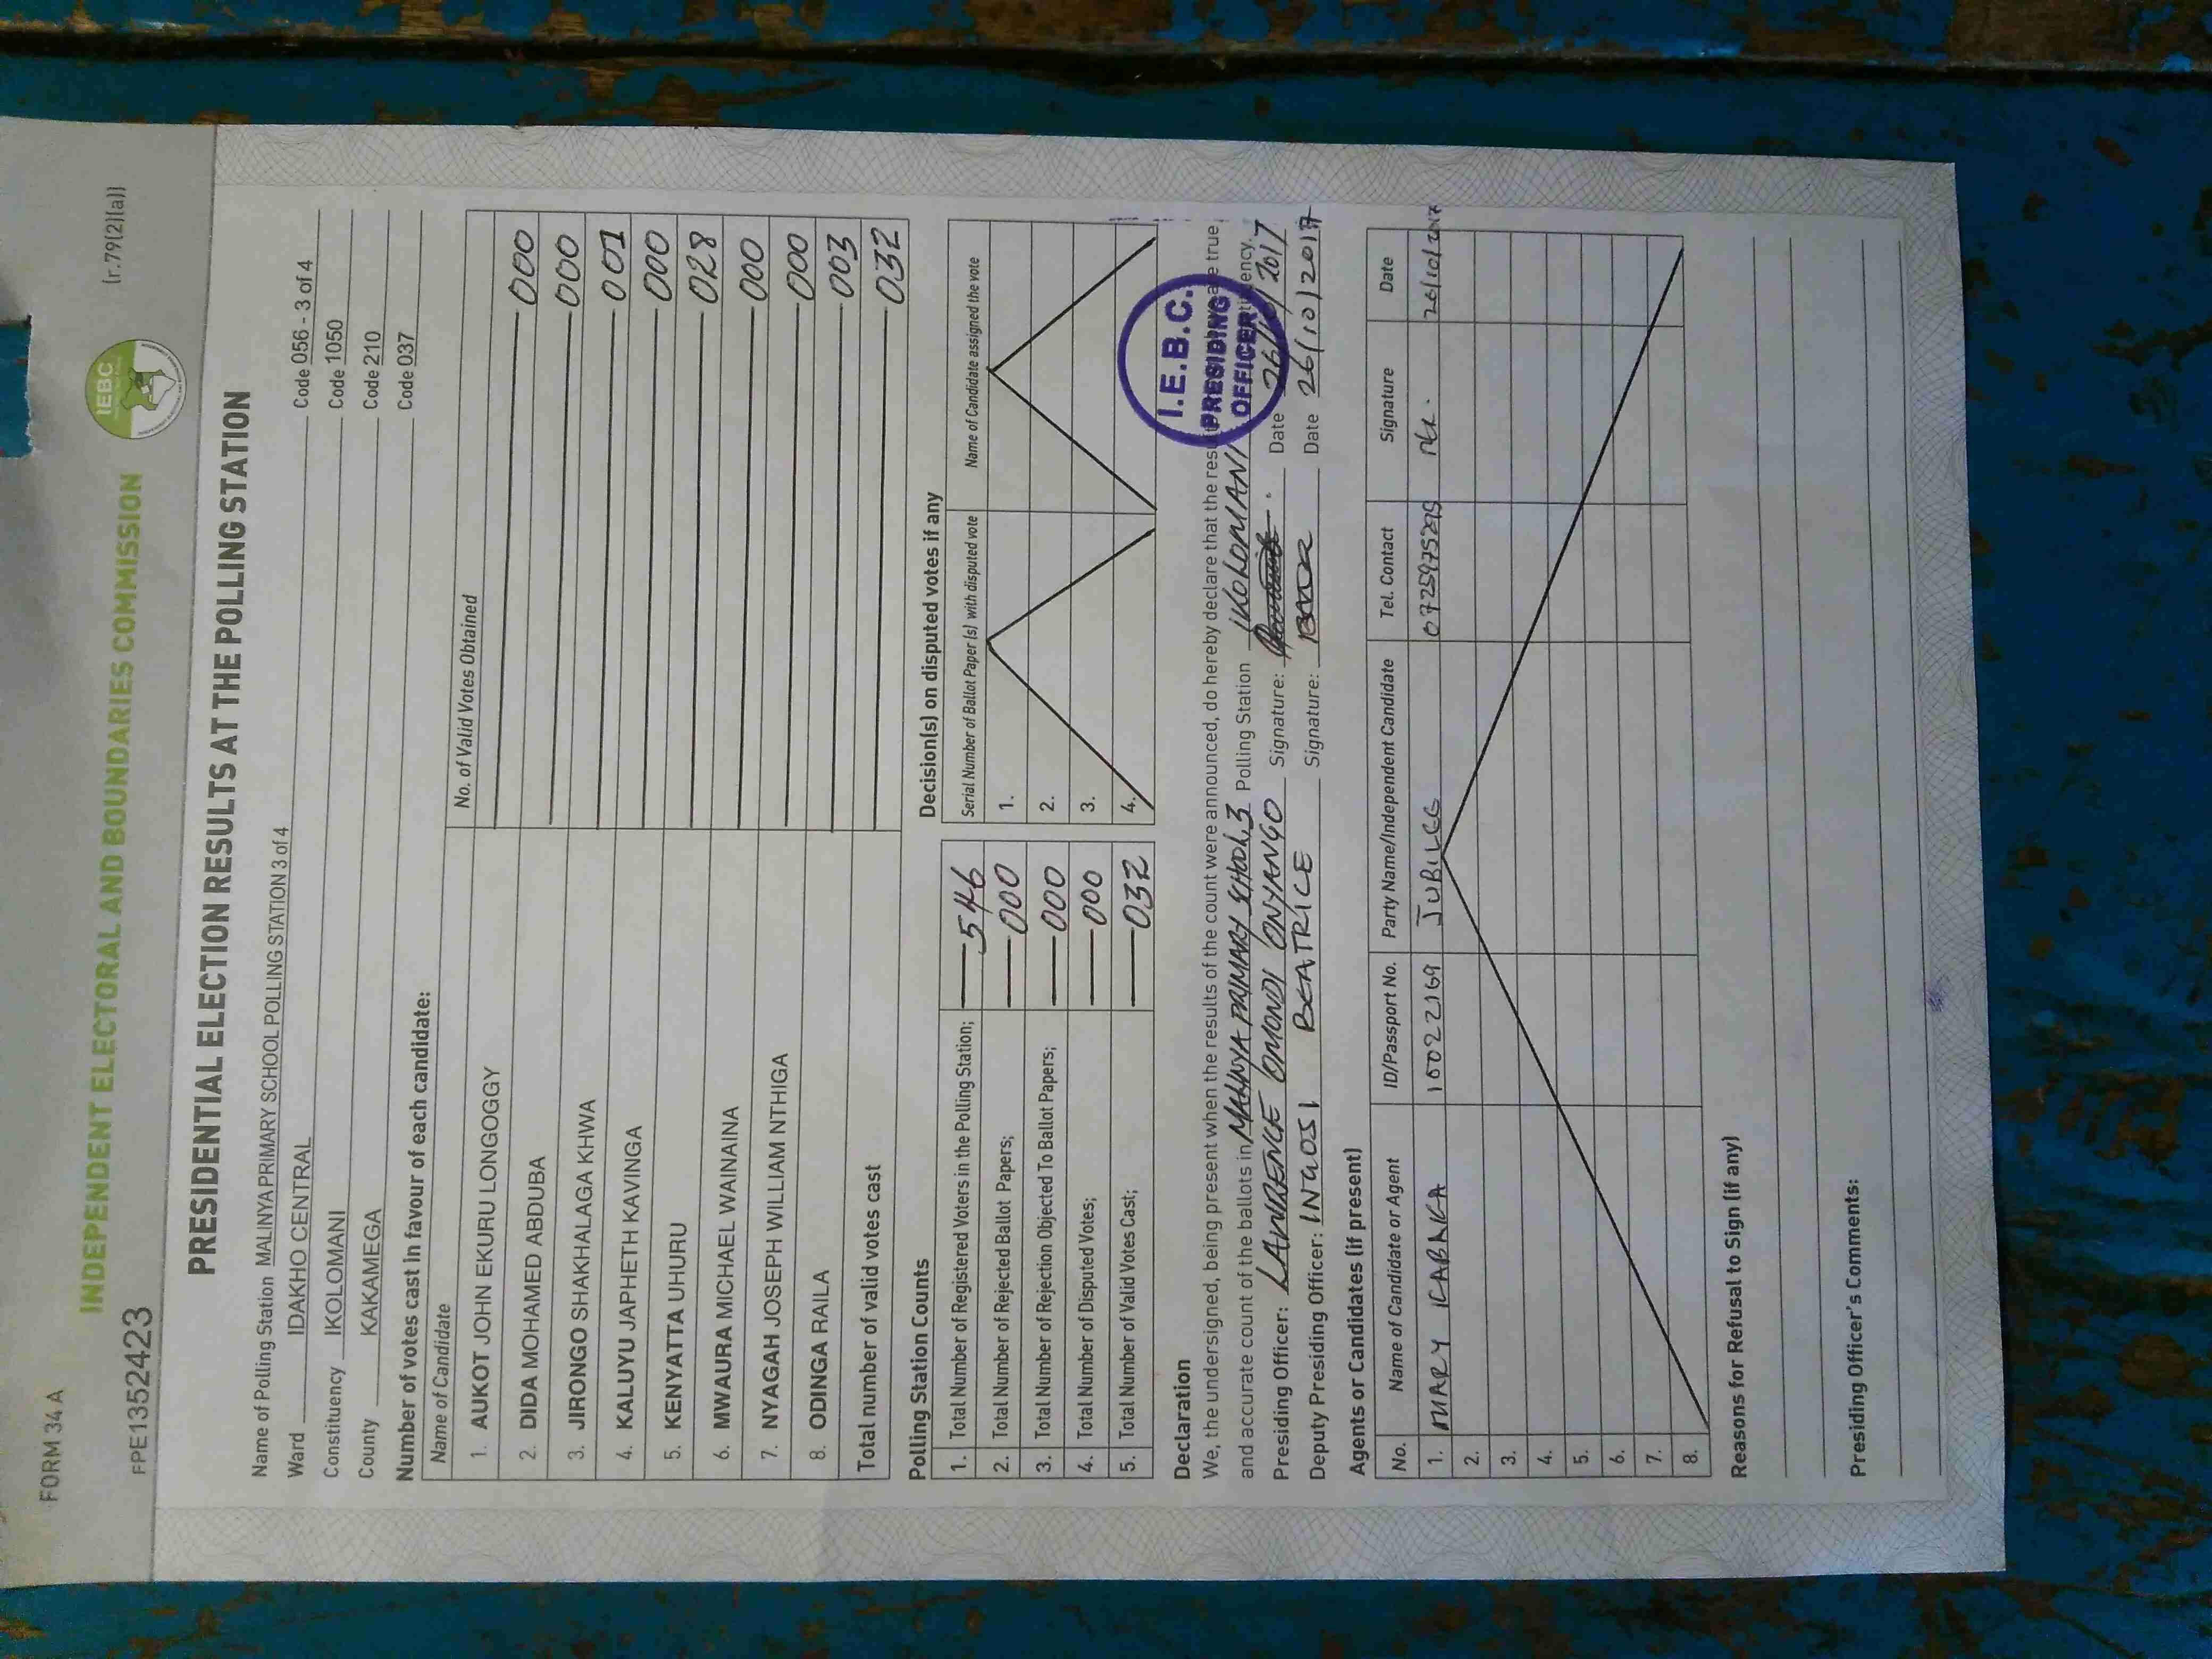 FORM 34 A
[r.79(2)(a)]
IEBC
INDEPENDENT ELECTORAL AND BOUNDARIES COMMISSION
FPE1352423
PRESIDENTIAL ELECTION RESULTS AT THE POLLING STATION
Name of Polling Station MALINYA PRIMARY SCHOOL POLLING STATION 3 of 4 Code 056 - 3 of 4
Ward IDAKHO CENTRAL Code 1050
Constituency IKOLOMANI Code 210
County KAKAMEGA Code 037
Number of votes cast in favour of each candidate:
Name of Candidate No. of Valid Votes Obtained
1. AUKOT JOHN EKURU LONGOGGY 000
2. DIDA MOHAMED ABDUBA 000
3. JIRONGO SHAKHALAGA KHWA 001
4. KALUYU JAPHETH KAVINGA 000
5. KENYATTA UHURU 028
6. MWAURA MICHAEL WAINAINA 000
7. NYAGAH JOSEPH WILLIAM NTHIGA 000
8. ODINGA RAILA 003
Total number of valid votes cast 032
Polling Station Counts
1. Total Number of Registered Voters in the Polling Station; 546
2. Total Number of Rejected Ballot Papers; 000
3. Total Number of Rejection Objected To Ballot Papers; 000
4. Total Number of Disputed Votes; 000
5. Total Number of Valid Votes Cast; 032
Decision(s) on disputed votes if any
Serial Number of Ballot Paper (s) with disputed vote Name of Candidate assigned the vote
1.
2.
3.
4.
Declaration
We, the undersigned, being present when the results of the count were announced, do hereby declare that the results are true
and accurate count of the ballots in MALINYA PRIMARY SCHOOL 3 Polling Station IKOLOMANI
Presiding Officer: LAWRENCE OMONDI ONYANGO Signature: Date 26/10/2017
Deputy Presiding Officer: INGOSI BEATRICE Signature: Date 26/10/2017
I.E.B.C.
PRESIDING
OFFICER
Agents or Candidates (if present)
No. Name of Candidate or Agent ID/Passport No. Party Name/Independent Candidate Tel. Contact Signature Date
1. MARY 10022169 JUBILEE 0725975295 26/10/2017
2.
3.
4.
5.
6.
7.
8.
Reasons for Refusal to Sign (if any)
Presiding Officer's Comments: